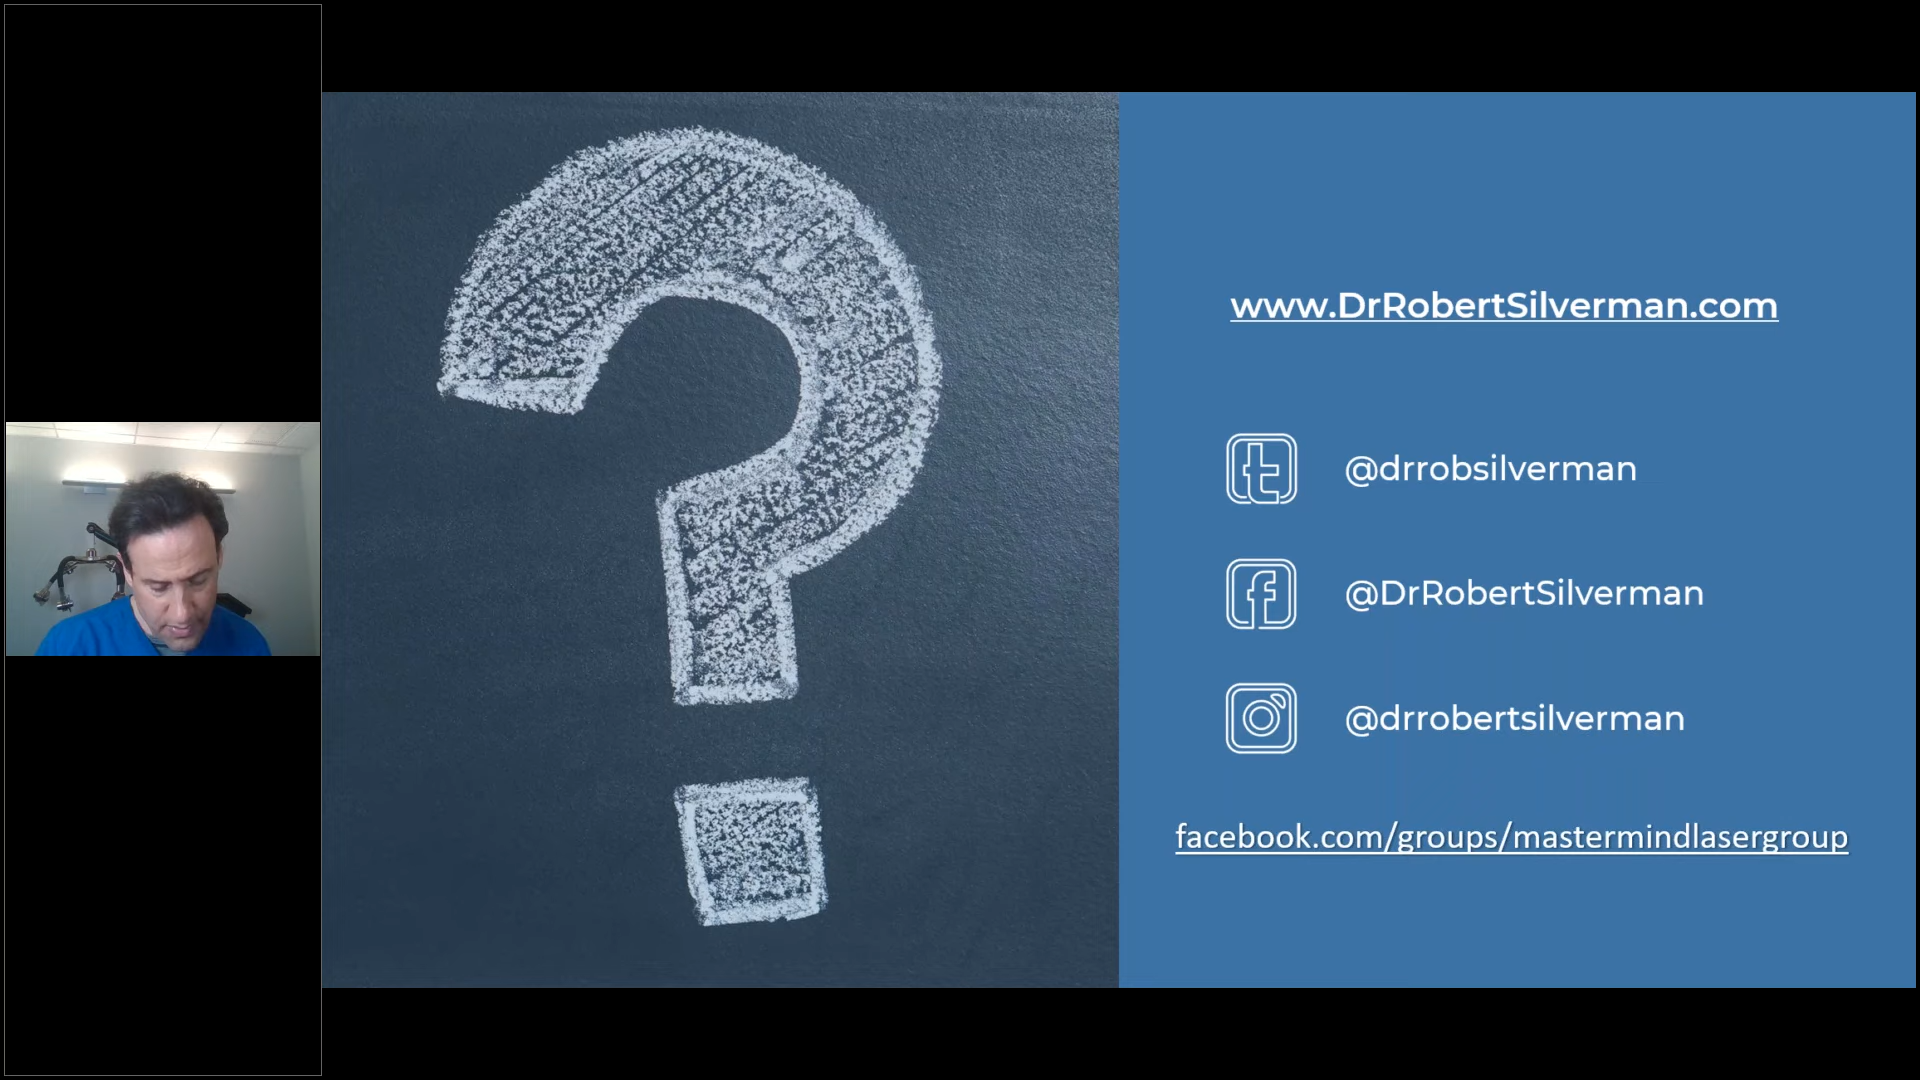 www.DrRobertSilverman.com
@drrobsilverman
@DrRobertSilverman
@drrobertsilverman
facebook.com/groups/mastermindlasergroup